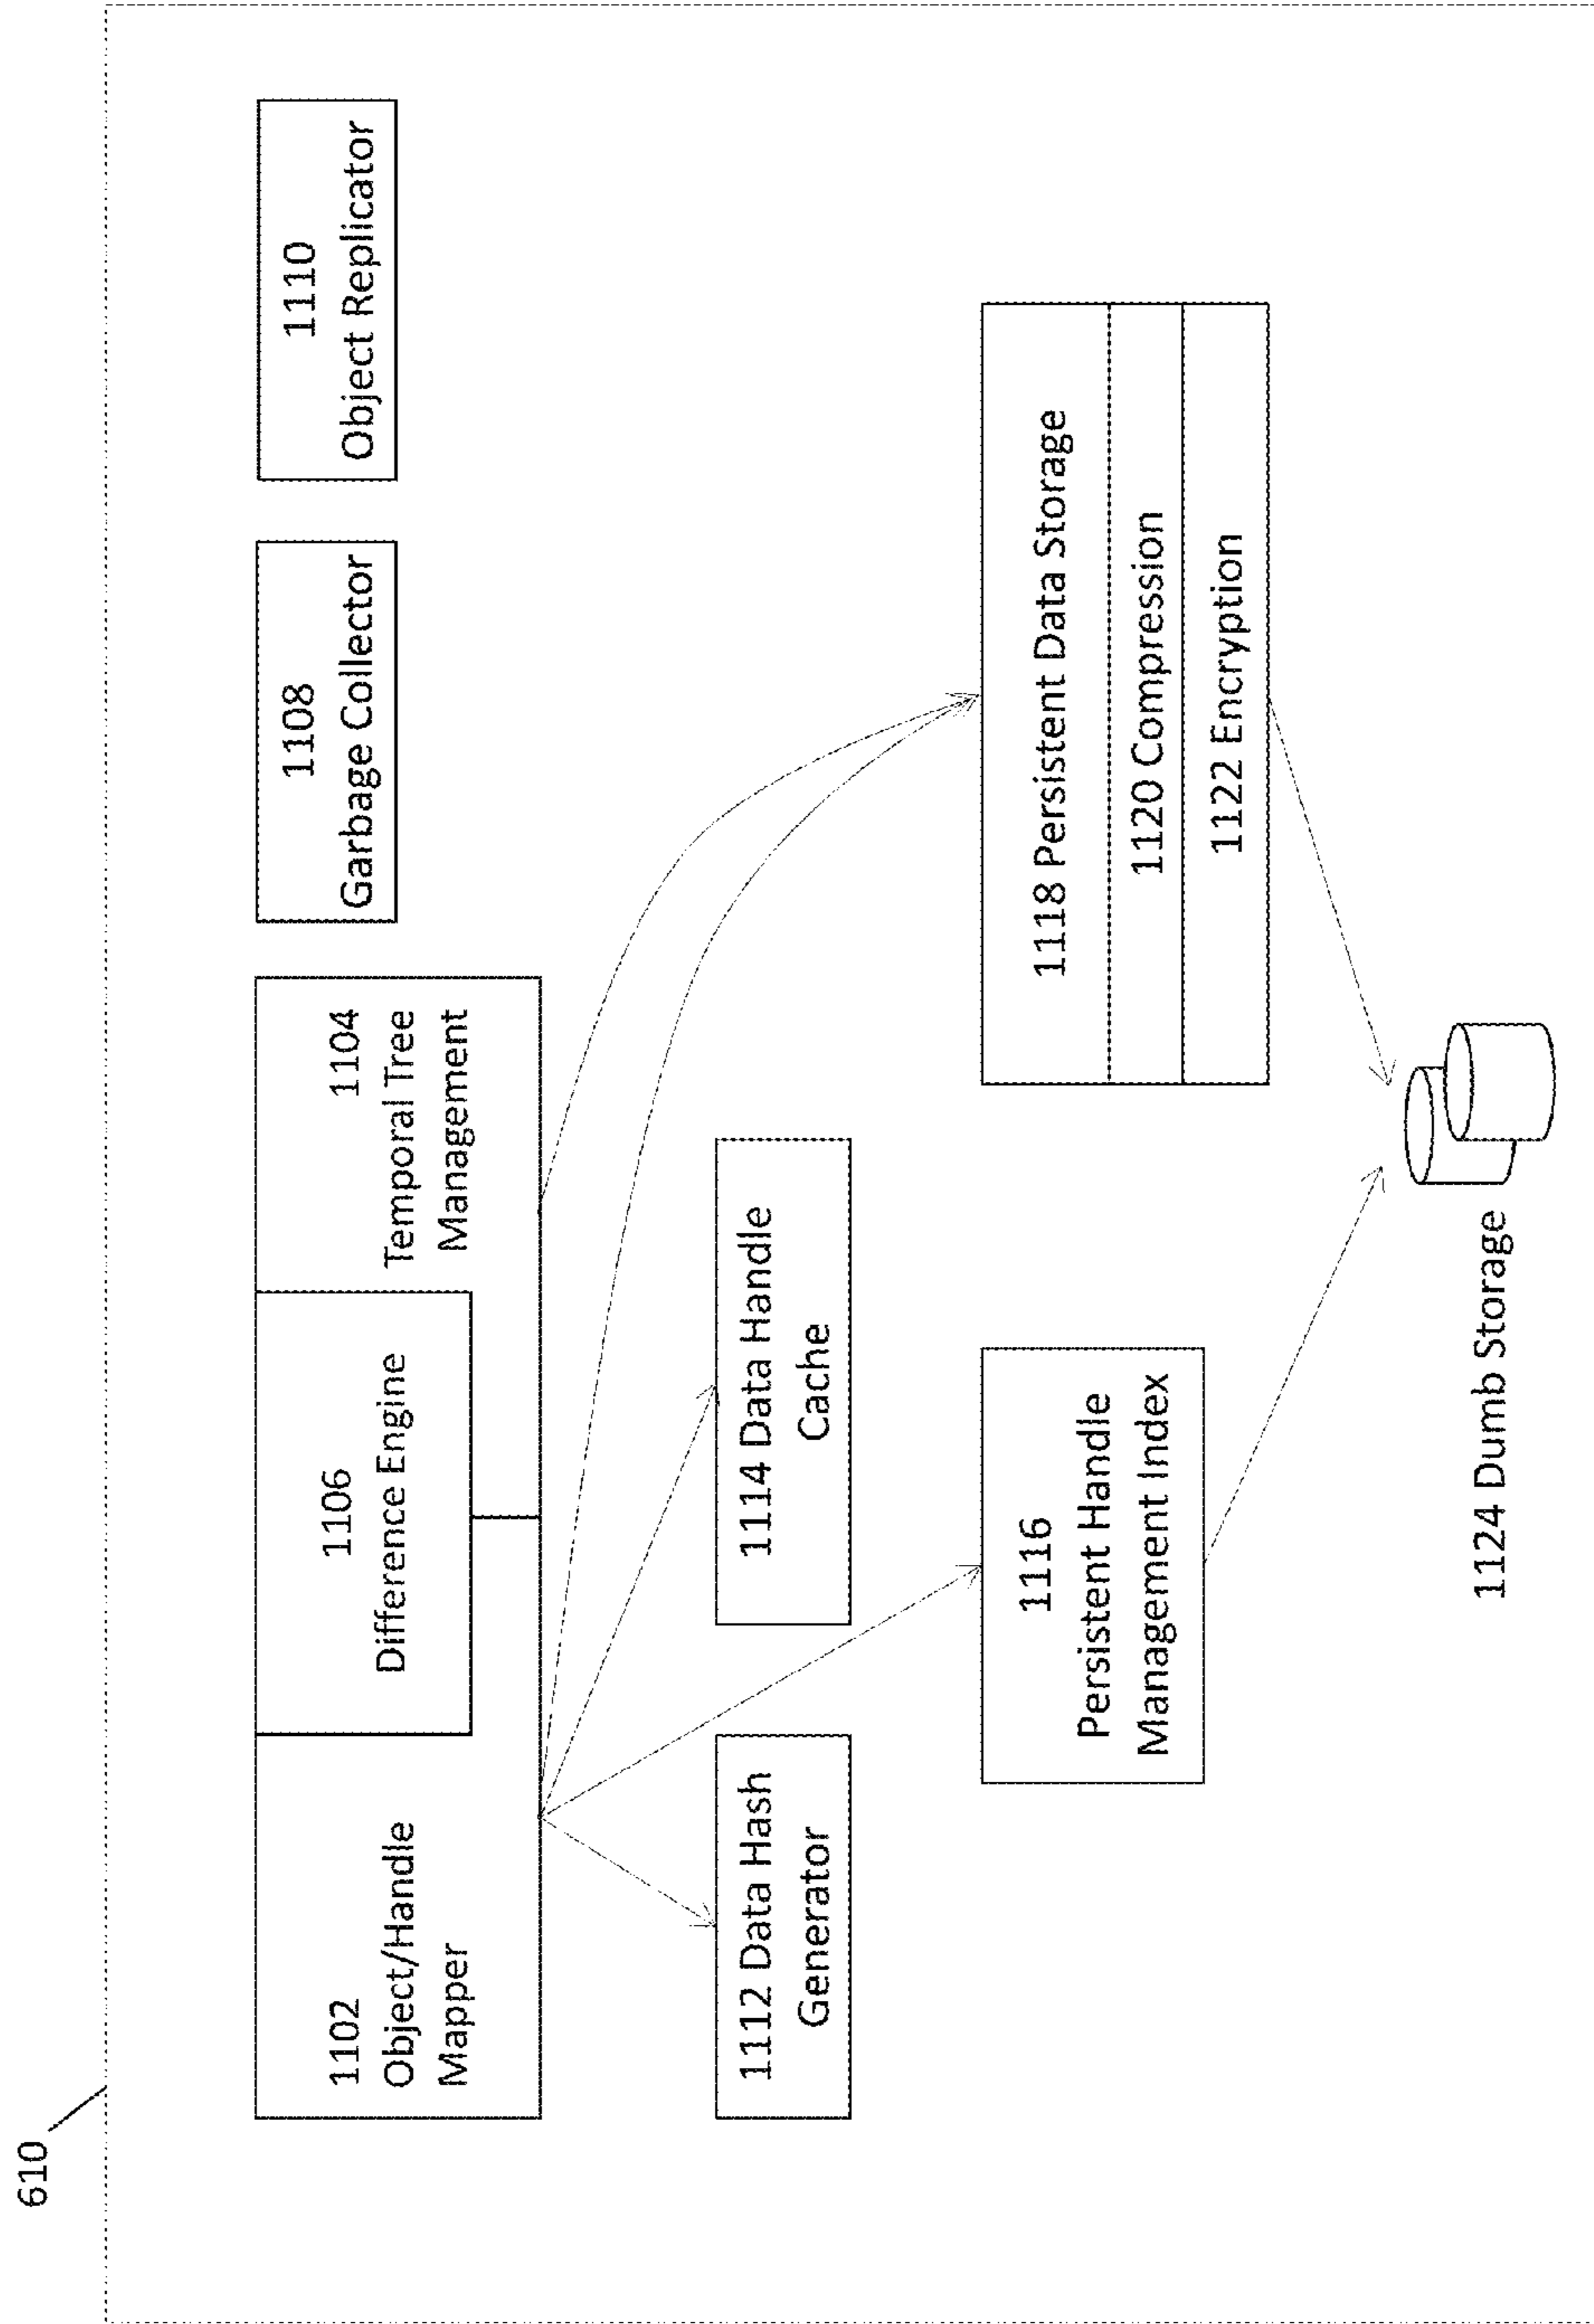 610
1102
Object/Handle
Mapper
1106
Difference Engine
1104
Temporal Tree
Management
1108
Garbage Collector
1110
Object Replicator
1112 Data Hash
Generator
1114 Data Handle
Cache
1116
Persistent Handle
Management Index
1118 Persistent Data Storage
1120 Compression
1122 Encryption
1124 Dumb Storage